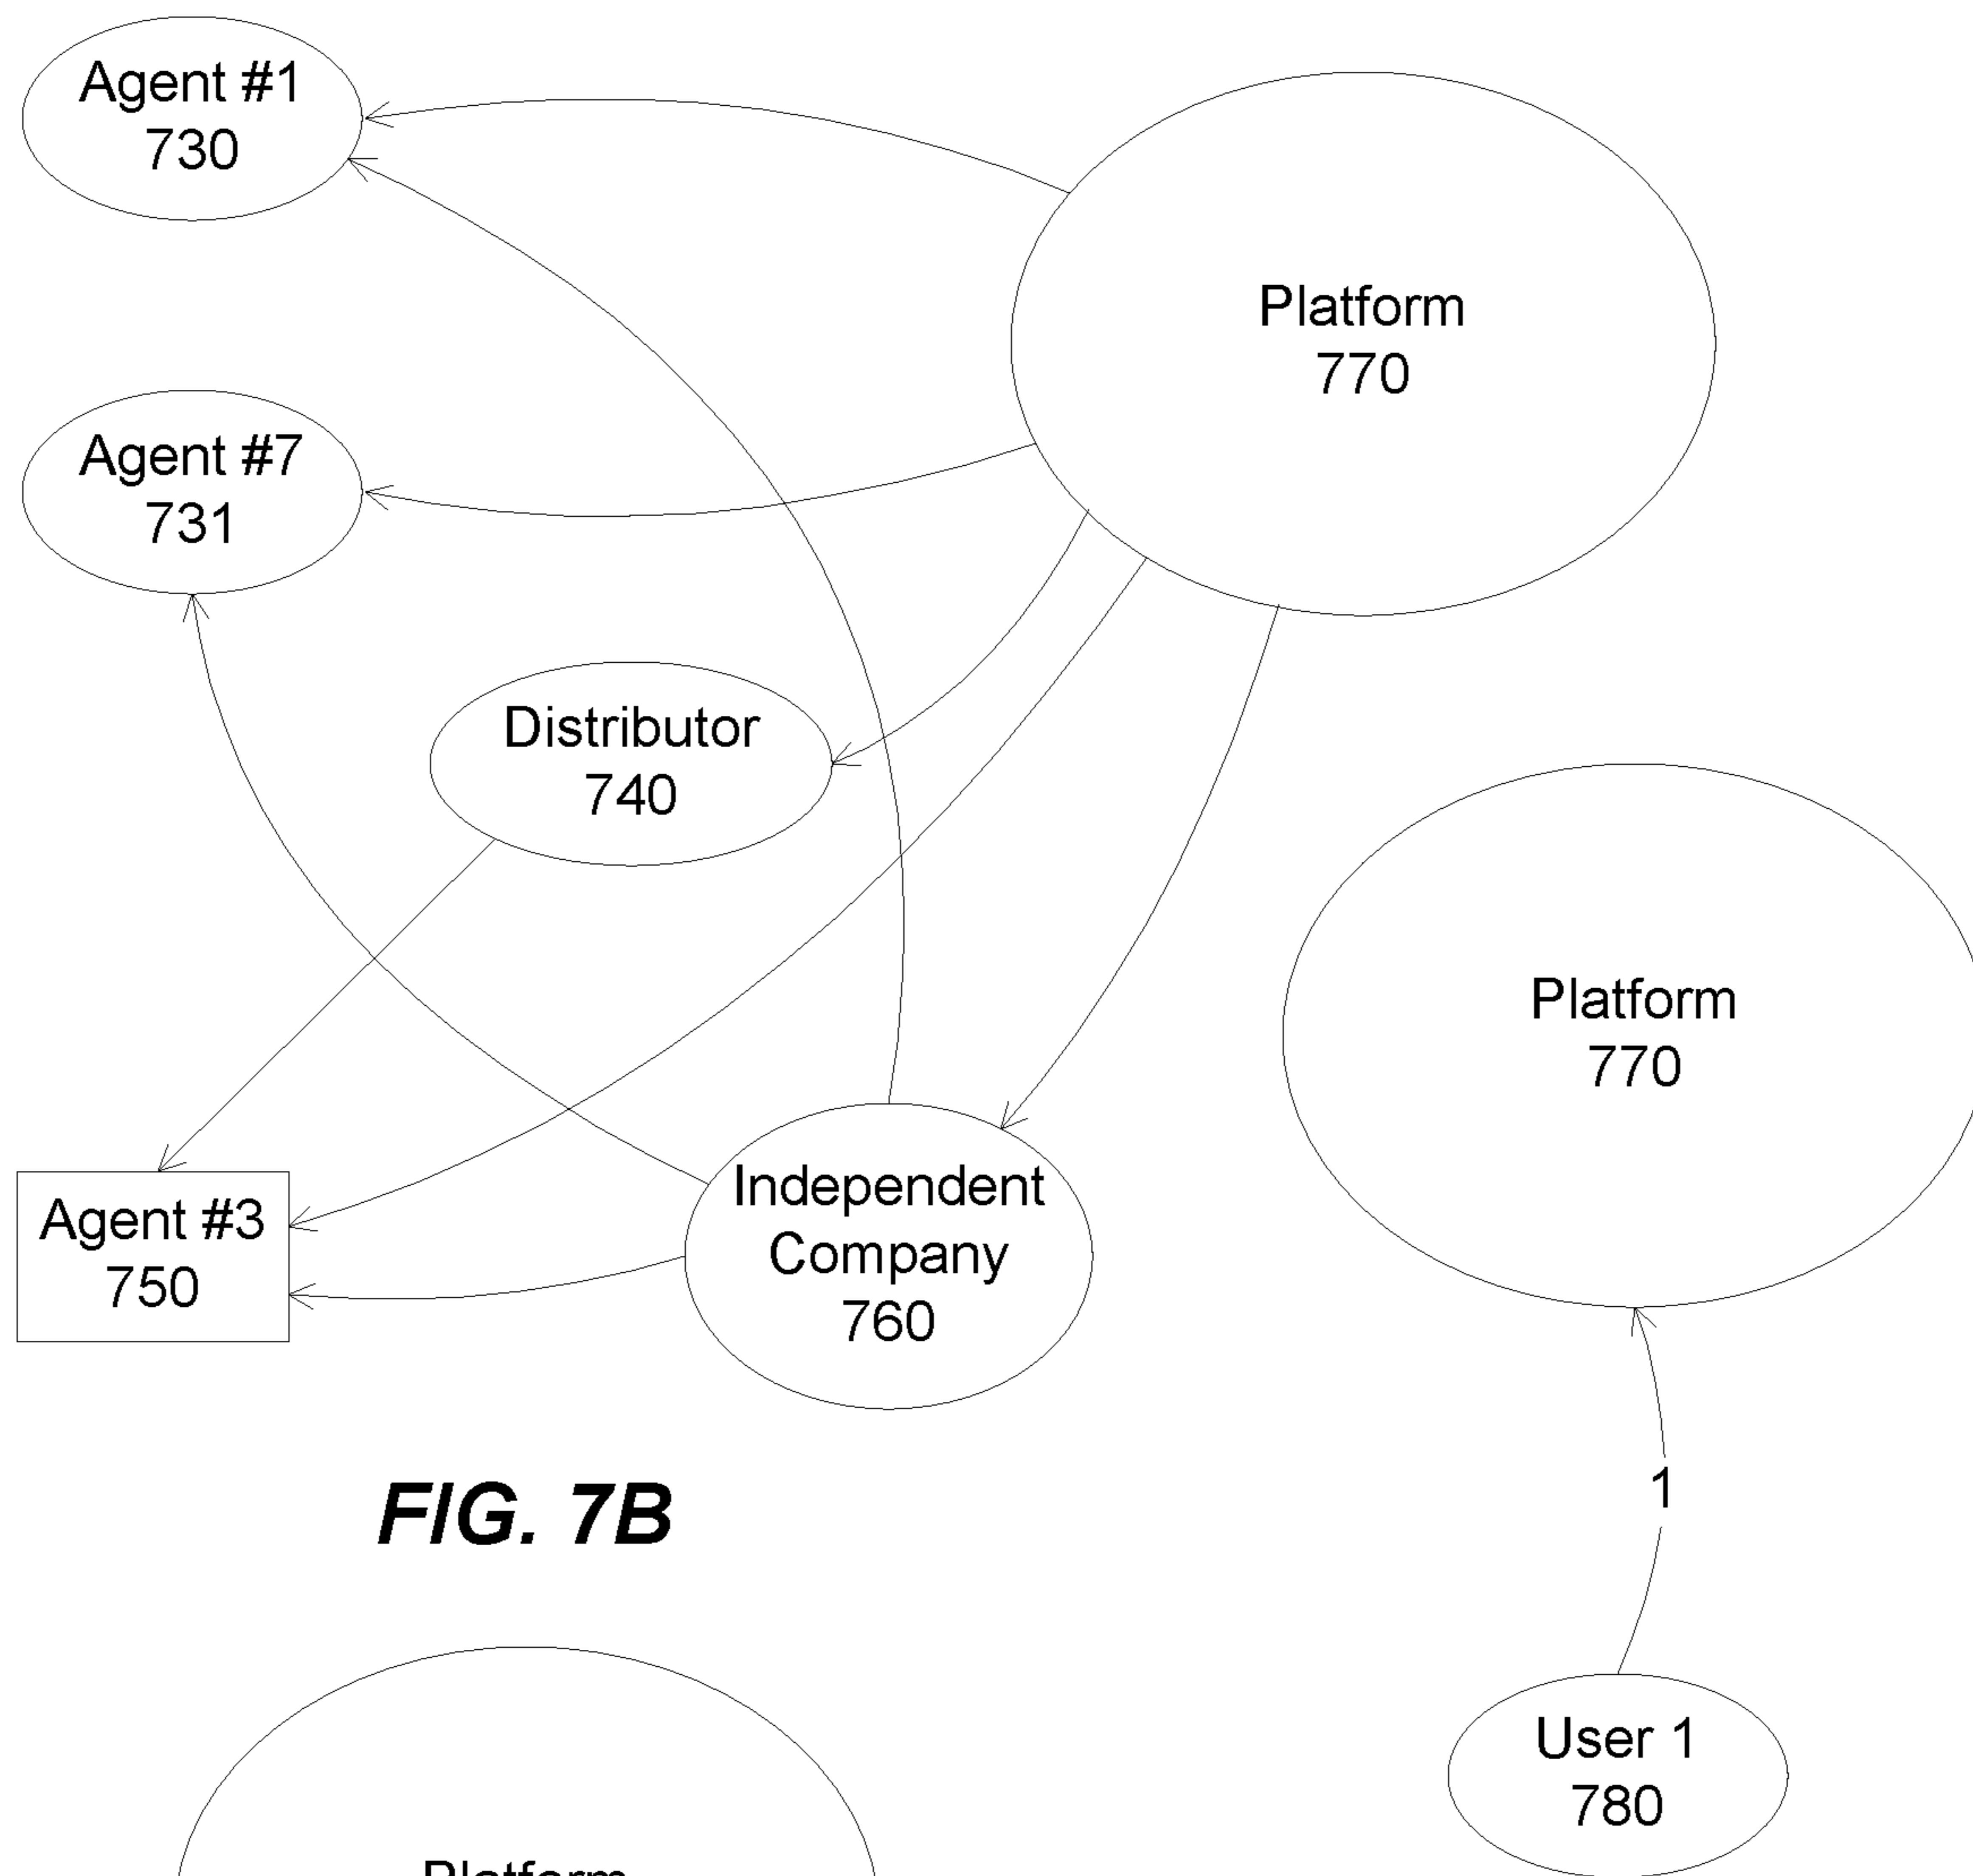 Agent #1
730
Platform
770
Agent #7
731
Distributor
740
Platform
770
Independent
Company
760
Agent #3
750
1
FIG. 7B
User 1
780
Platform